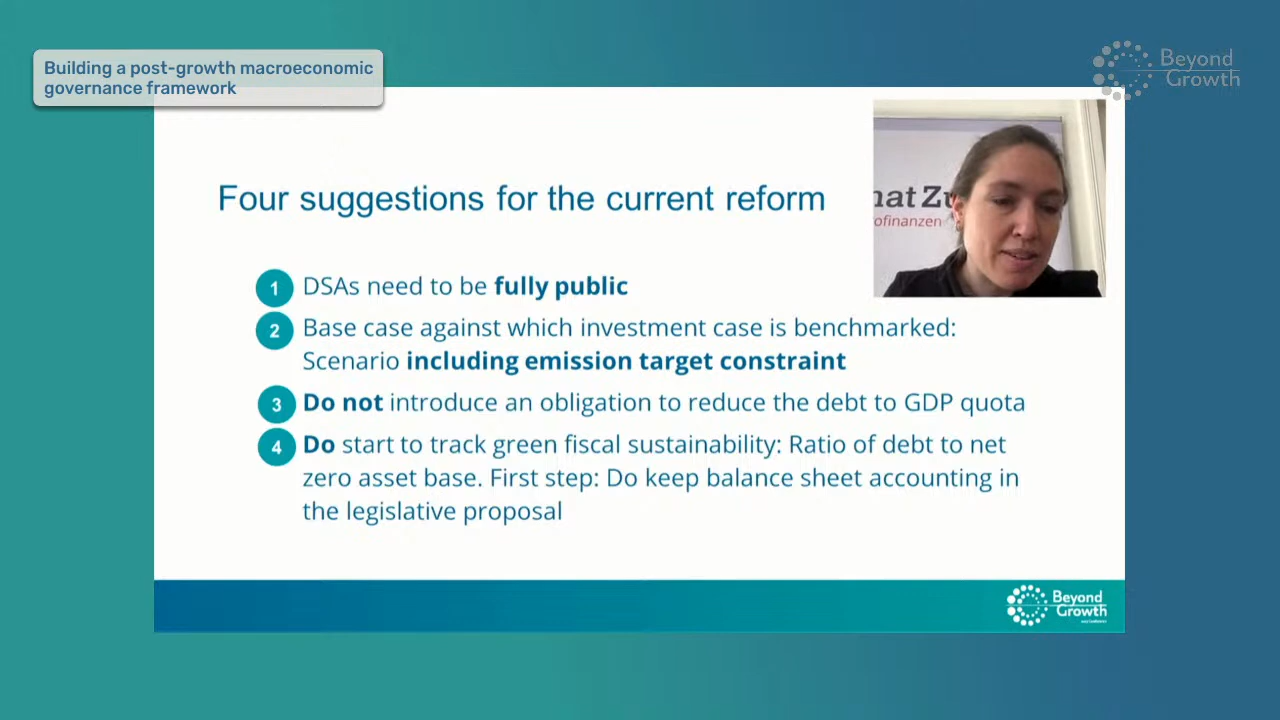 Building a post-growth macroeconomic
governance framework
Beyond
Growth
Four suggestions for the current reform
1 DSAs need to be fully public
2 Base case against which investment case is benchmarked:
Scenario including emission target constraint
3 Do not introduce an obligation to reduce the debt to GDP quota
4 Do start to track green fiscal sustainability: Ratio of debt to net
zero asset base. First step: Do keep balance sheet accounting in
the legislative proposal
Beyond
Growth